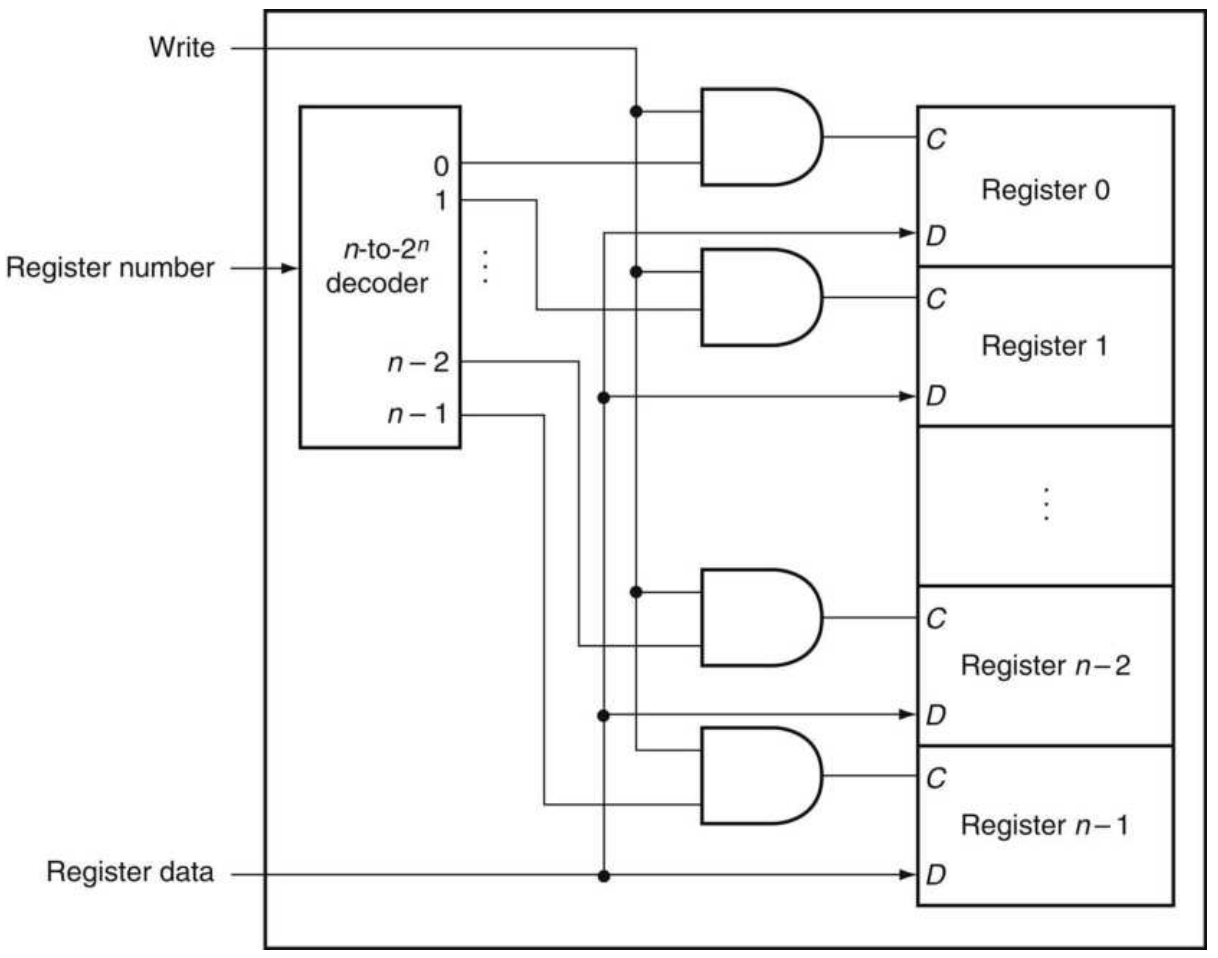 Write
C
0
Register 0
1
D
n-to-2ⁿ
decoder
⋮
Register number
C
Register 1
n – 2
D
n – 1
⋮
C
Register n – 2
D
C
Register n – 1
Register data
D